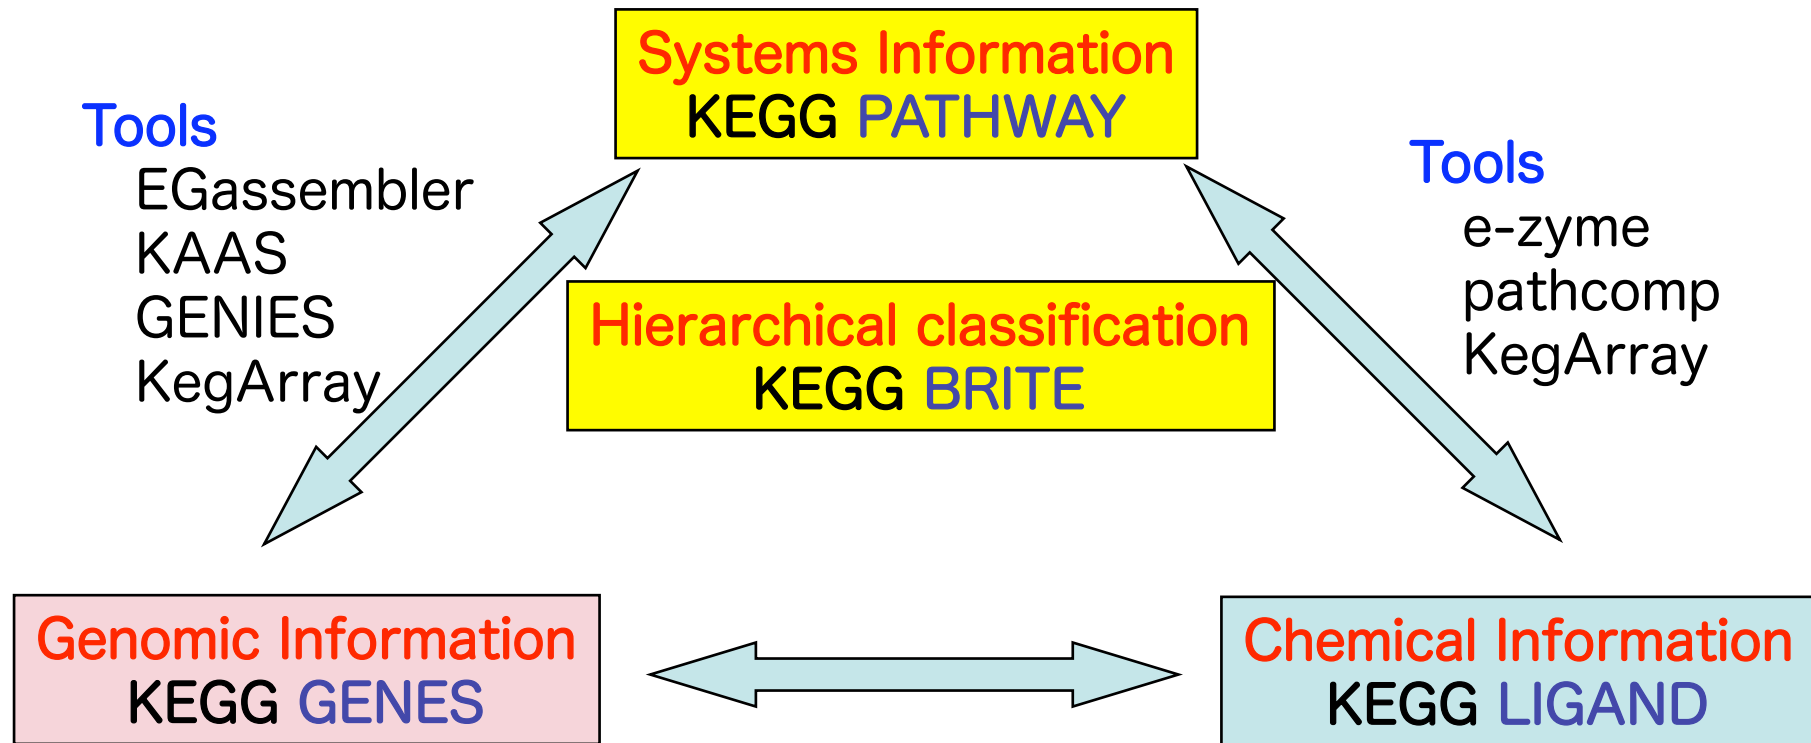 Systems Information
KEGG PATHWAY
Tools
EGassembler
KAAS
GENIES
KegArray
Tools
e-zyme
pathcomp
KegArray
Hierarchical classification
KEGG BRITE
Genomic Information
KEGG GENES
Chemical Information
KEGG LIGAND